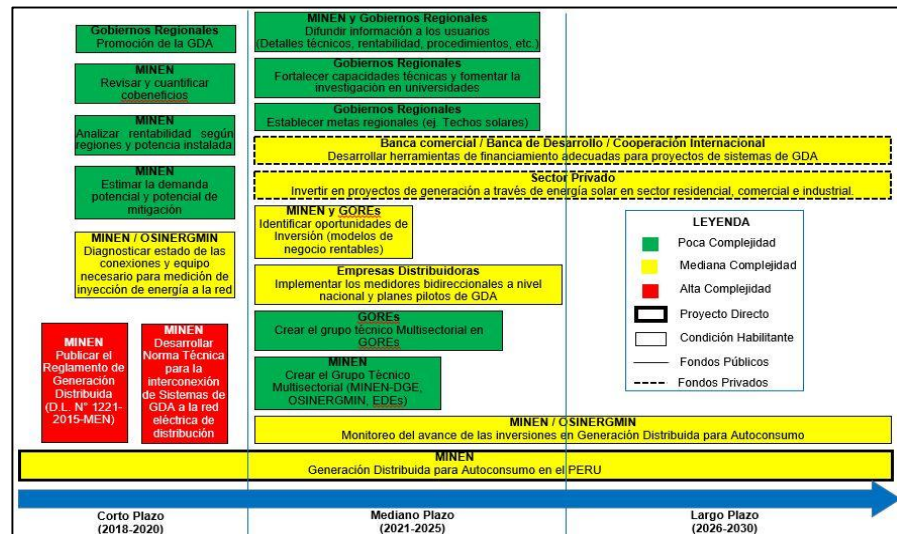 Gobiernos Regionales
Promoción de la GDA
MINEN
Revisar y cuantificar
cobeneficios
MINEN
Analizar rentabilidad según
regiones y potencia instalada
MINEN
Estimar la demanda
potencial y potencial de
mitigación
MINEN / OSINERGMIN
Diagnosticar estado de las
conexiones y equipo
necesario para medición de
inyección de energía a la red
MINEN
Publicar el
Reglamento de
Generación
Distribuida
(D.L. N° 1221-
2015-MEN)
MINEN
Desarrollar
Norma Técnica
para la
interconexión de
Sistemas de
GDA a la red
eléctrica de
distribución
MINEN y Gobiernos Regionales
Difundir información a los usuarios
(Detalles técnicos, rentabilidad, procedimientos, etc.)
Gobiernos Regionales
Fortalecer capacidades técnicas y fomentar la
investigación en universidades
Gobiernos Regionales
Establecer metas regionales (ej. Techos solares)
Banca comercial / Banca de Desarrollo / Cooperación Internacional
Desarrollar herramientas de financiamiento adecuadas para proyectos de sistemas de GDA
Sector Privado
Invertir en proyectos de generación a través de energía solar en sector residencial, comercial e industrial.
MINEN y GOREs
Identificar oportunidades de
Inversión (modelos de
negocio rentables)
Empresas Distribuidoras
Implementar los medidores bidireccionales a nivel
nacional y planes pilotos de GDA
GOREs
Crear el grupo técnico Multisectorial en
GOREs
MINEN
Crear el Grupo Técnico
Multisectorial (MINEN-DGE,
OSINERGMIN, EDEs)
MINEN / OSINERGMIN
Monitoreo del avance de las inversiones en Generación Distribuida para Autoconsumo
MINEN
Generación Distribuida para Autoconsumo en el PERU
LEYENDA
Poca Complejidad
Mediana Complejidad
Alta Complejidad
Proyecto Directo
Condición Habilitante
Fondos Públicos
Fondos Privados
Corto Plazo
(2018-2020)
Mediano Plazo
(2021-2025)
Largo Plazo
(2026-2030)